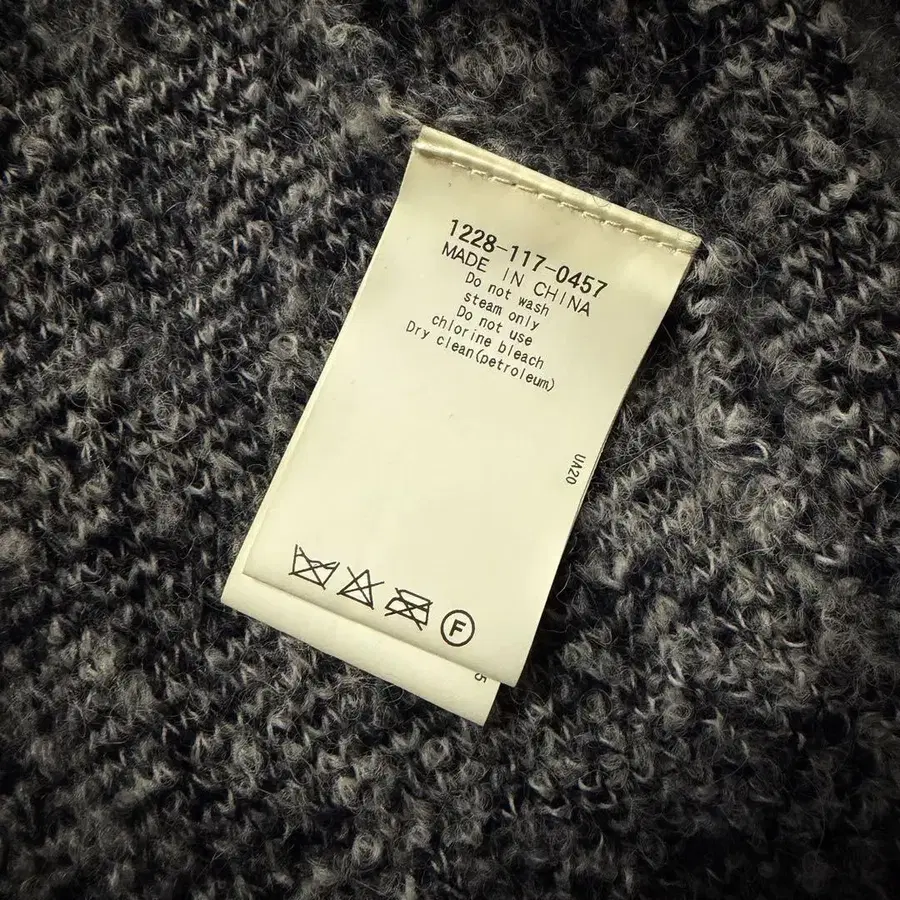 1228-117-0457
MADE IN CHINA
Do not wash
steam only
Do not use
chlorine bleach
Dry clean(petroleum)
UA20
F
5